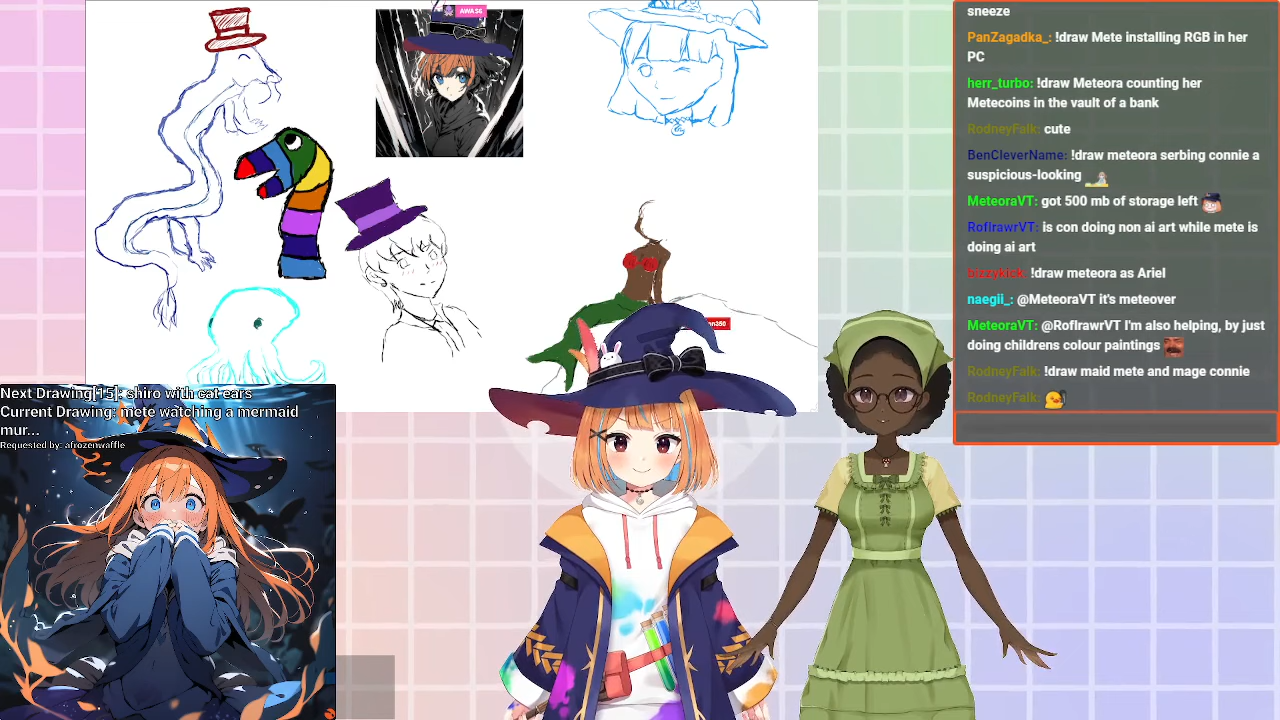 AWAS6
sneeze
PanZagadka_: !draw Mete installing RGB in her
PC
herr_turbo: !draw Meteora counting her
Metecoins in the vault of a bank
RodneyFalk: cute
BenCleverName: !draw meteora serbing connie a
suspicious-looking
MeteoraVT: got 500 mb of storage left
RoflrawrVT: is con doing non ai art while mete is
doing ai art
bizzykick: !draw meteora as Ariel
naegii_: @MeteoraVT it's meteover
MeteoraVT: @RoflrawrVT I'm also helping, by just
doing childrens colour paintings
RodneyFalk: !draw maid mete and mage connie
RodneyFalk:
Next Drawing[15]: shiro with cat ears
Current Drawing: mete watching a mermaid
mur...
Requested by: afrozenwaffle